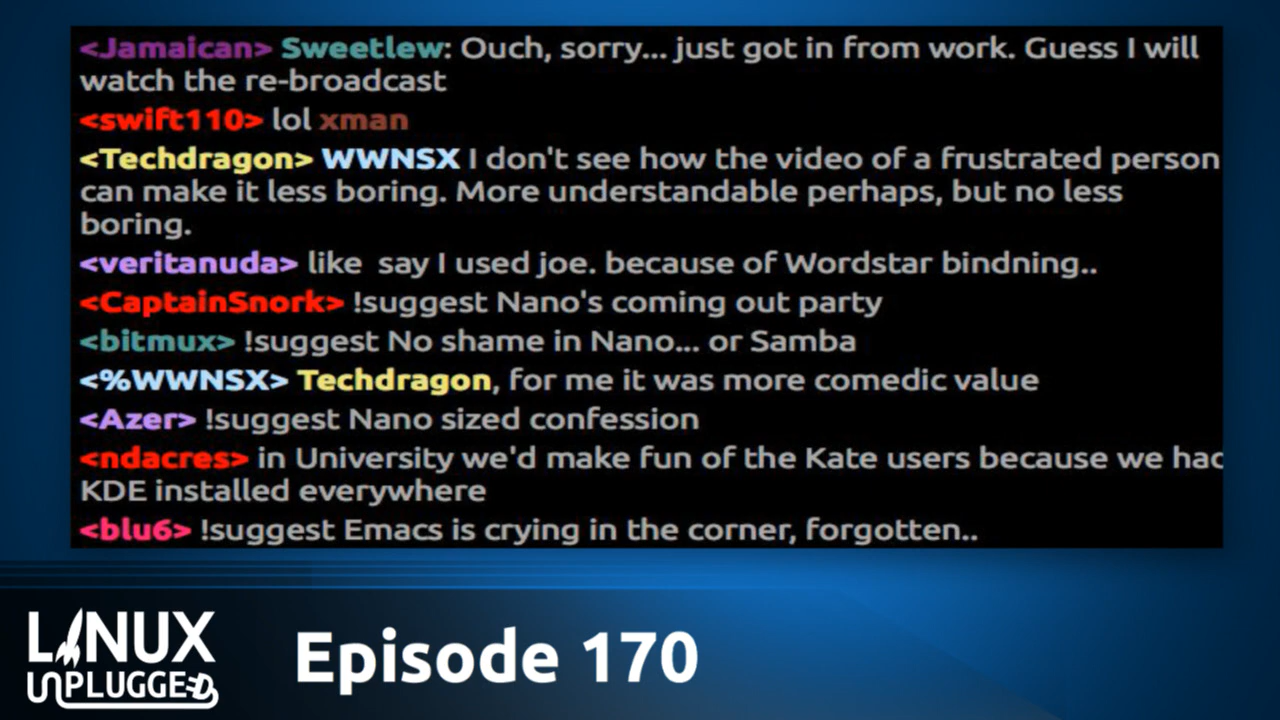 <Jamaican> Sweetlew: Ouch, sorry... just got in from work. Guess I will
watch the re-broadcast
<swift110> lol xman
<Techdragon> WWNSX I don't see how the video of a frustrated person
can make it less boring. More understandable perhaps, but no less
boring.
<veritanuda> like  say I used joe. because of Wordstar bindning..
<CaptainSnork> !suggest Nano's coming out party
<bitmux> !suggest No shame in Nano... or Samba
<%WWNSX> Techdragon, for me it was more comedic value
<Azer> !suggest Nano sized confession
<ndacres> in University we'd make fun of the Kate users because we had
KDE installed everywhere
<blu6> !suggest Emacs is crying in the corner, forgotten..
LINUX
UNPLUGGED
Episode 170